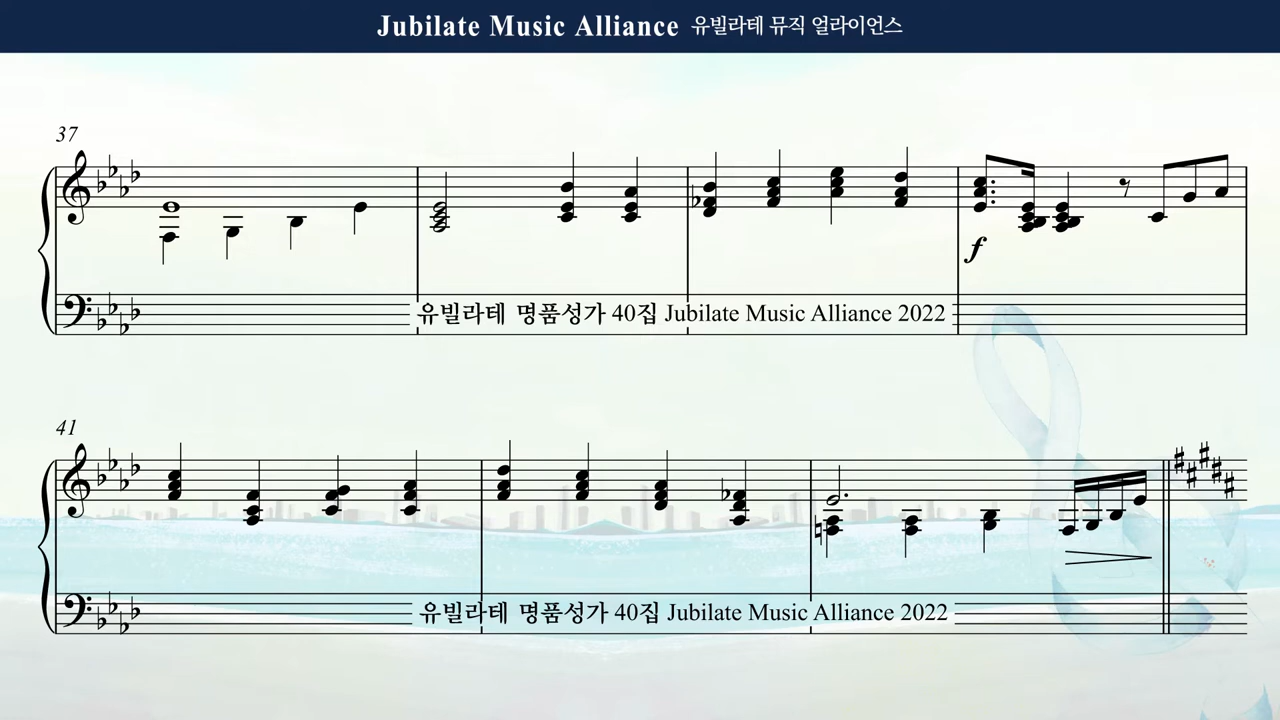 Jubilate Music Alliance 유빌라테 뮤직 얼라이언스
37
f
유빌라테 명품성가 40집 Jubilate Music Alliance 2022
41
유빌라테 명품성가 40집 Jubilate Music Alliance 2022